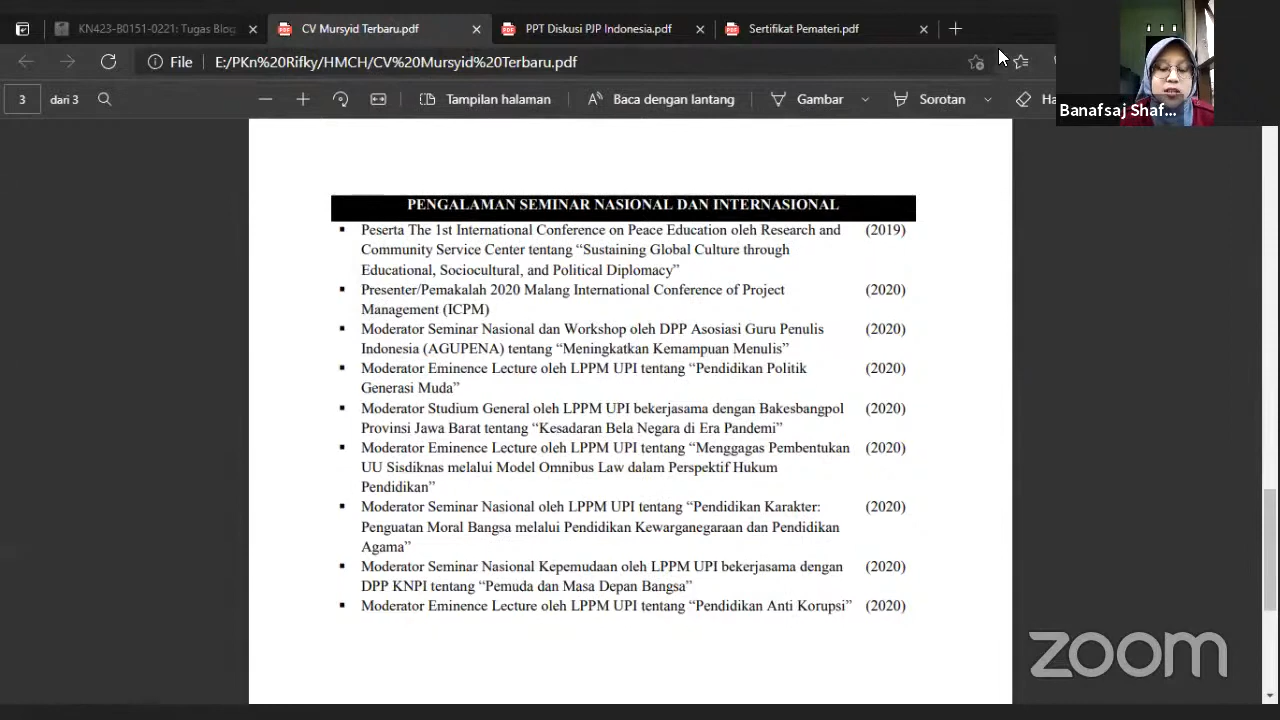 KN423-B0151-0221: Tugas Blog
CV Mursyid Terbaru.pdf
PPT Diskusi PJP Indonesia.pdf
Sertifikat Pemateri.pdf
File
E:/PKn%20Rifky/HMCH/CV%20Mursyid%20Terbaru.pdf
3
dari 3
Tampilan halaman
Baca dengan lantang
Gambar
Sorotan
Ha
Banafsaj Shaf...
PENGALAMAN SEMINAR NASIONAL DAN INTERNASIONAL
▪ Peserta The 1st International Conference on Peace Education oleh Research and (2019)
Community Service Center tentang “Sustaining Global Culture through
Educational, Sociocultural, and Political Diplomacy”
▪ Presenter/Pemakalah 2020 Malang International Conference of Project (2020)
Management (ICPM)
▪ Moderator Seminar Nasional dan Workshop oleh DPP Asosiasi Guru Penulis (2020)
Indonesia (AGUPENA) tentang “Meningkatkan Kemampuan Menulis”
▪ Moderator Eminence Lecture oleh LPPM UPI tentang “Pendidikan Politik (2020)
Generasi Muda”
▪ Moderator Studium General oleh LPPM UPI bekerjasama dengan Bakesbangpol (2020)
Provinsi Jawa Barat tentang “Kesadaran Bela Negara di Era Pandemi”
▪ Moderator Eminence Lecture oleh LPPM UPI tentang “Menggagas Pembentukan (2020)
UU Sisdiknas melalui Model Omnibus Law dalam Perspektif Hukum
Pendidikan”
▪ Moderator Seminar Nasional oleh LPPM UPI tentang “Pendidikan Karakter: (2020)
Penguatan Moral Bangsa melalui Pendidikan Kewarganegaraan dan Pendidikan
Agama”
▪ Moderator Seminar Nasional Kepemudaan oleh LPPM UPI bekerjasama dengan (2020)
DPP KNPI tentang “Pemuda dan Masa Depan Bangsa”
▪ Moderator Eminence Lecture oleh LPPM UPI tentang “Pendidikan Anti Korupsi” (2020)
zoom